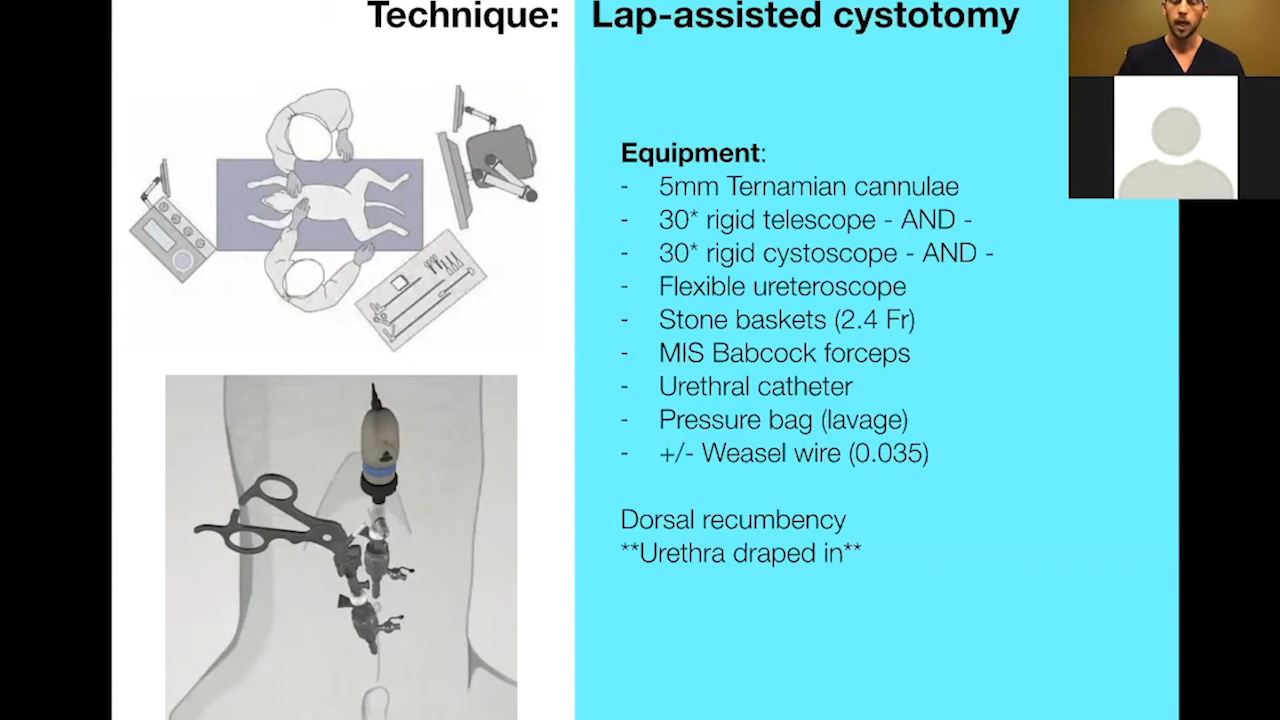 Technique: Lap-assisted cystotomy
Equipment:
- 5mm Ternamian cannulae
- 30* rigid telescope - AND -
- 30* rigid cystoscope - AND -
- Flexible ureteroscope
- Stone baskets (2.4 Fr)
- MIS Babcock forceps
- Urethral catheter
- Pressure bag (lavage)
- +/- Weasel wire (0.035)
Dorsal recumbency
**Urethra draped in**